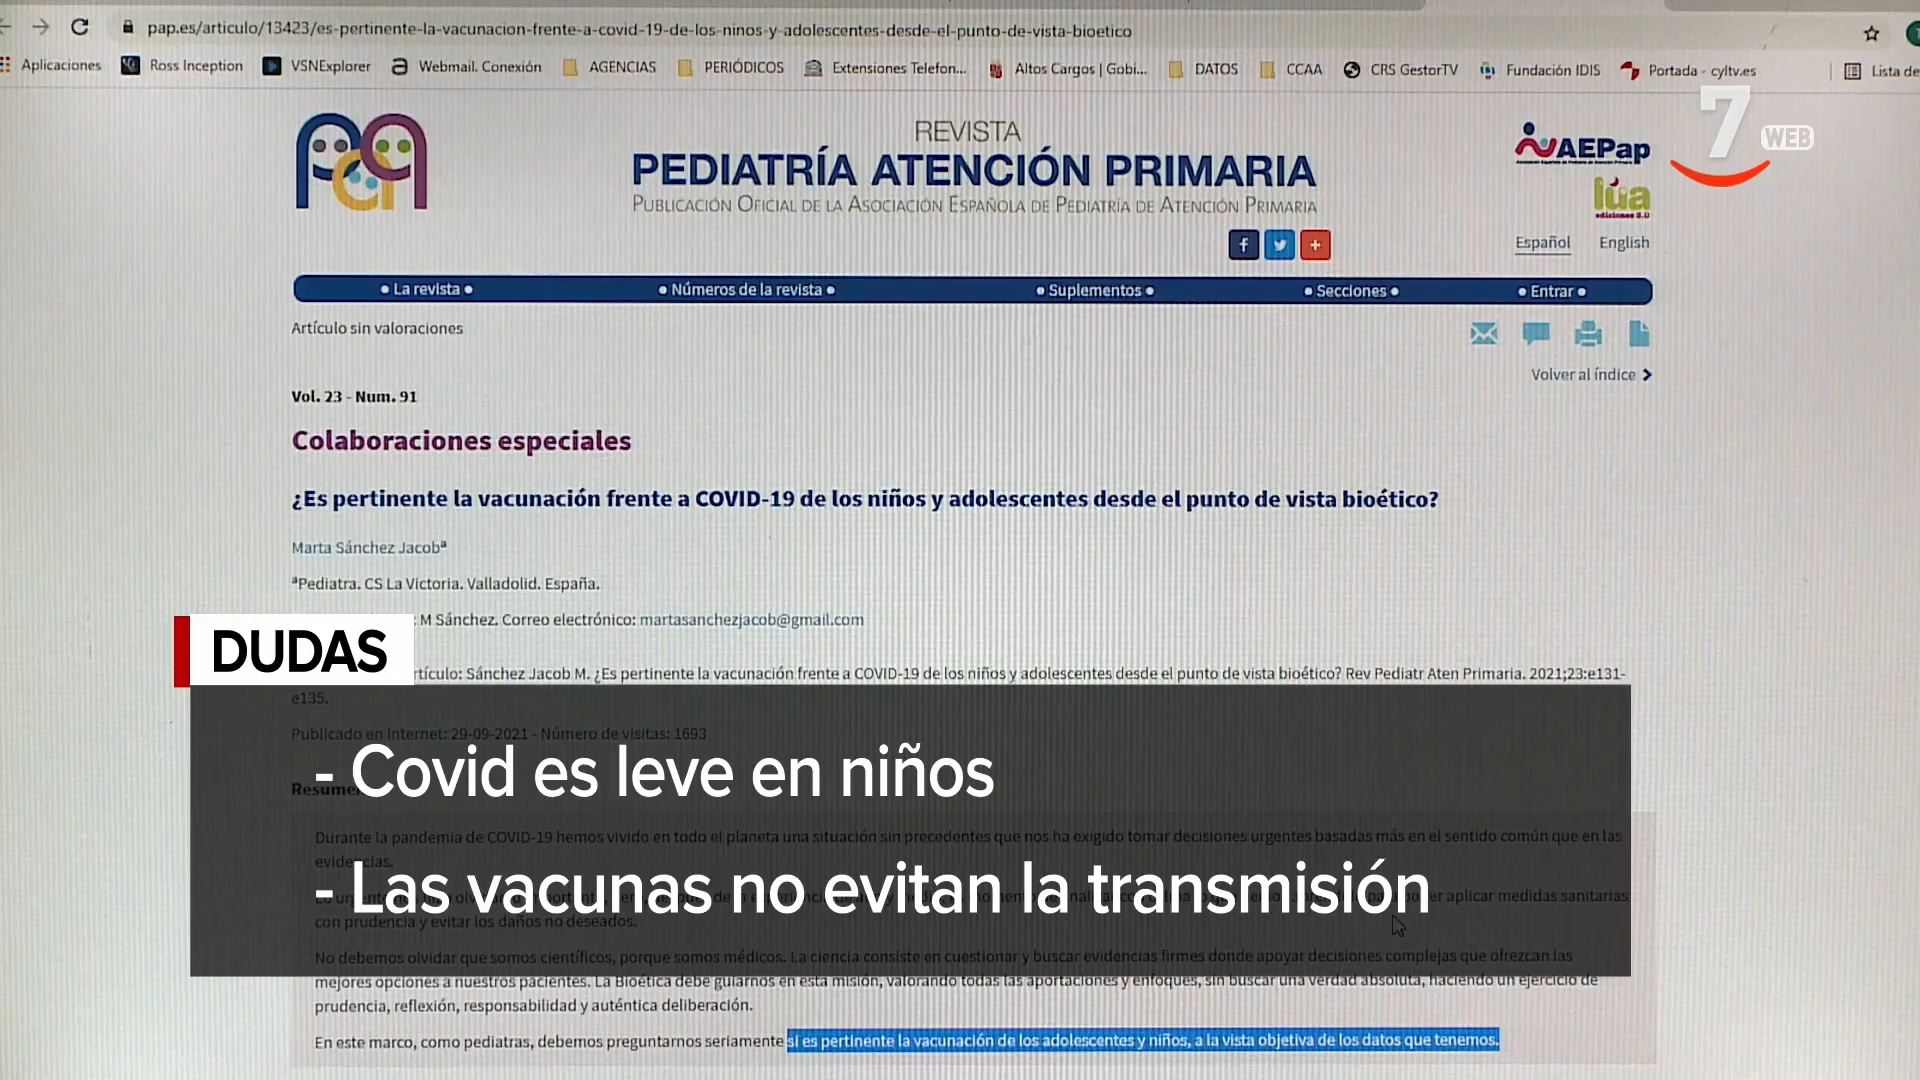 pap.es/articulo/13423/es-pertinente-la-vacunacion-frente-a-covid-19-de-los-ninos-y-adolescentes-desde-el-punto-de-vista-bioetico
Aplicaciones Ross Inception VSNExplorer Webmail. Conexión AGENCIAS PERIÓDICOS Extensiones Telefon... Altos Cargos | Gobi... DATOS CCAA CRS GestorTV Fundación IDIS Portada - cyltv.es Lista de
7 WEB
REVISTA
PEDIATRÍA ATENCIÓN PRIMARIA
PUBLICACIÓN OFICIAL DE LA ASOCIACIÓN ESPAÑOLA DE PEDIATRÍA DE ATENCIÓN PRIMARIA
AEPap
lúa
ediciones 3.0
Español English
• La revista • • Números de la revista • • Suplementos • • Secciones • • Entrar •
Artículo sin valoraciones
Volver al índice
Vol. 23 - Num. 91
Colaboraciones especiales
¿Es pertinente la vacunación frente a COVID-19 de los niños y adolescentes desde el punto de vista bioético?
Marta Sánchez Jacobª
ªPediatra. CS La Victoria. Valladolid. España.
: M Sánchez. Correo electrónico: martasanchezjacob@gmail.com
DUDAS
rtículo: Sánchez Jacob M. ¿Es pertinente la vacunación frente a COVID-19 de los niños y adolescentes desde el punto de vista bioético? Rev Pediatr Aten Primaria. 2021;23:e131-
e135.
Publicado en Internet: 29-09-2021 - Número de visitas: 1693
- Covid es leve en niños
Durante la pandemia de COVID-19 hemos vivido en todo el planeta una situación sin precedentes que nos ha exigido tomar decisiones urgentes basadas más en el sentido común que en las
evidencias.
- Las vacunas no evitan la transmisión
aplicar medidas sanitarias
con prudencia y evitar los daños no deseados.
No debemos olvidar que somos científicos, porque somos médicos. La ciencia consiste en cuestionar y buscar evidencias firmes donde apoyar decisiones complejas que ofrezcan las
mejores opciones a nuestros pacientes. La Bioética debe guiarnos en esta misión, valorando todas las aportaciones y enfoques, sin buscar una verdad absoluta, haciendo un ejercicio de
prudencia, reflexión, responsabilidad y auténtica deliberación.
En este marco, como pediatras, debemos preguntarnos seriamente si es pertinente la vacunación de los adolescentes y niños, a la vista objetiva de los datos que tenemos.